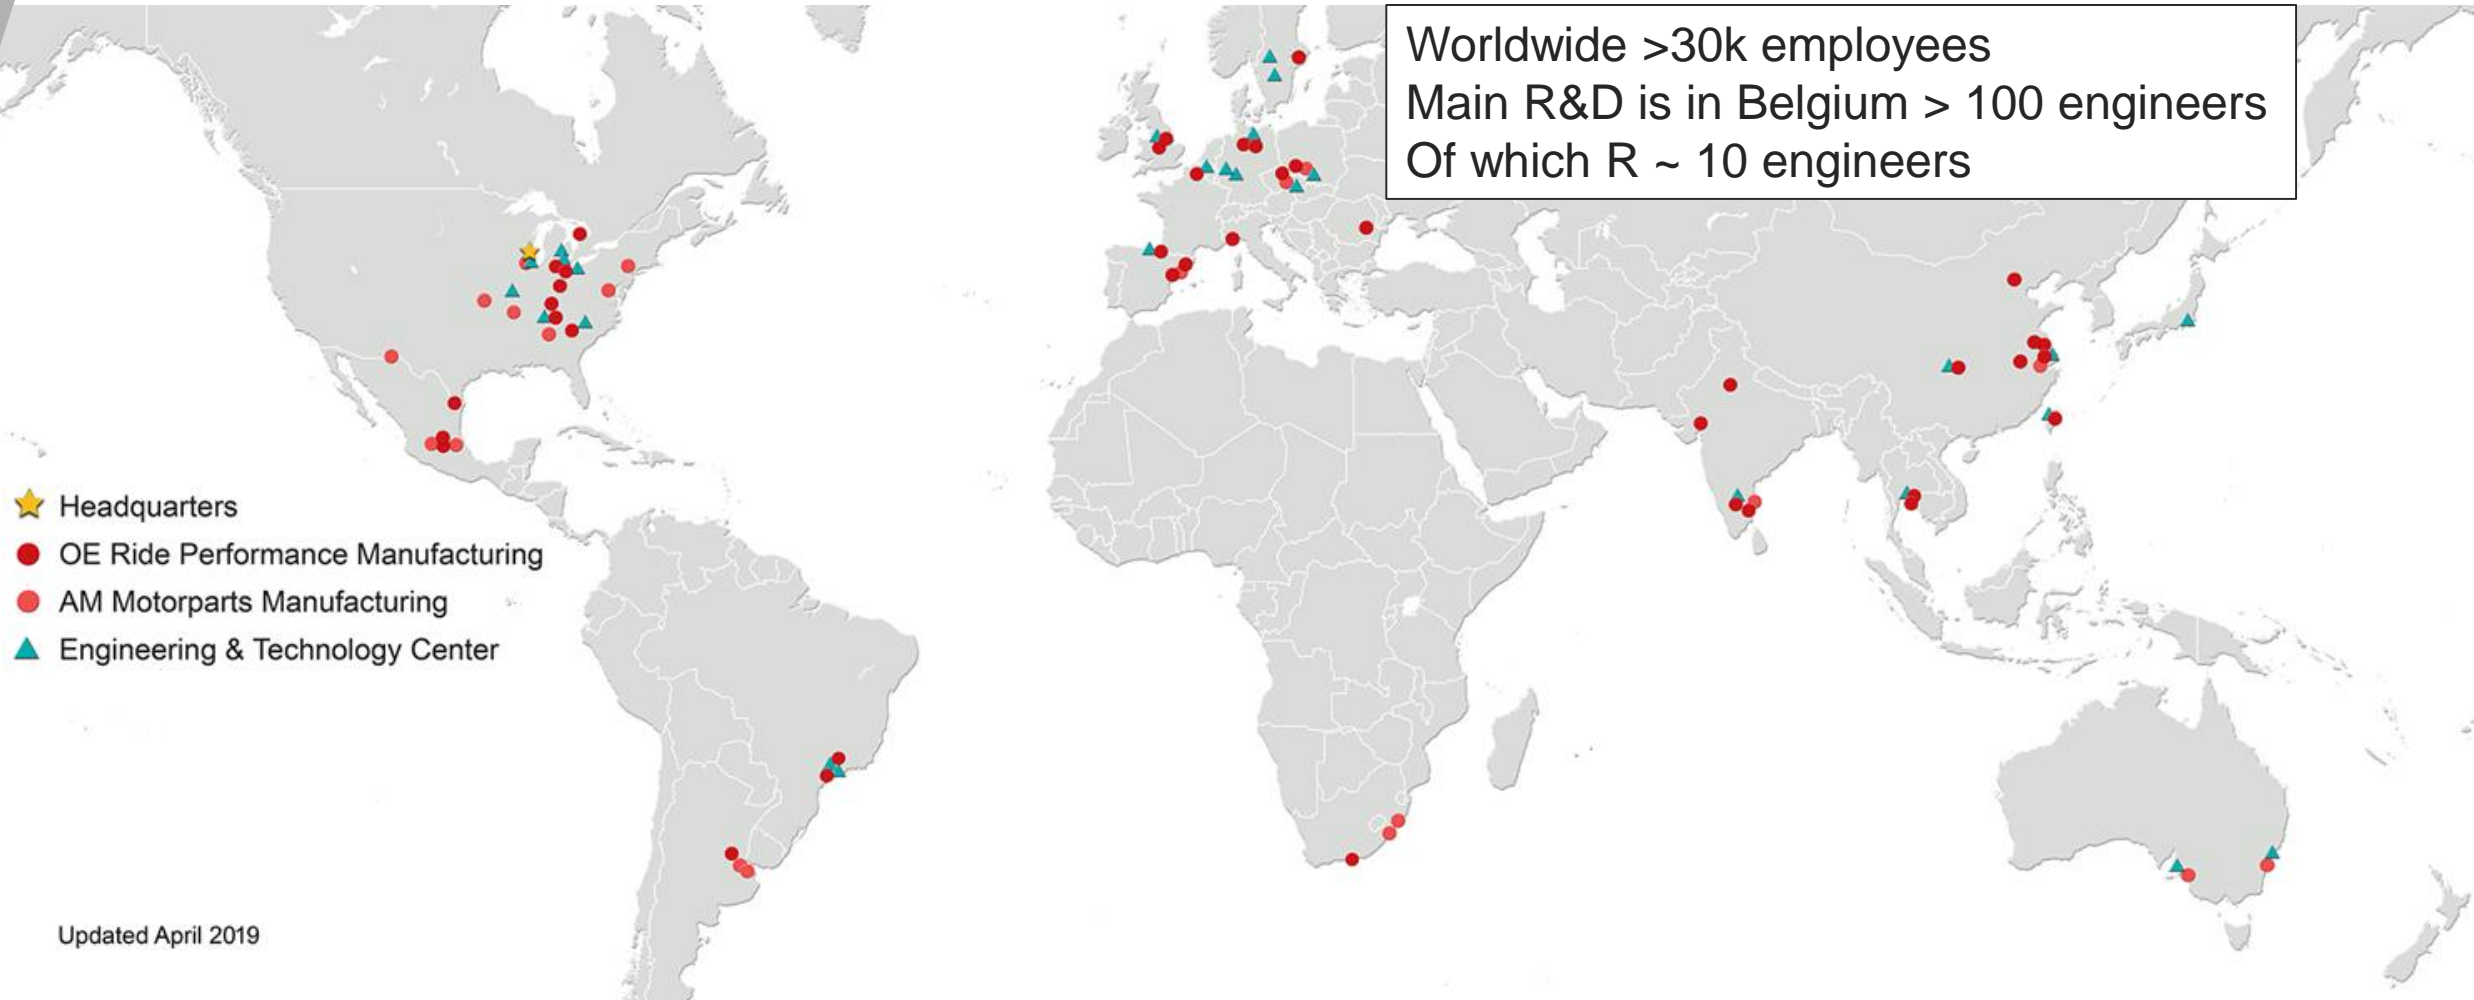 Worldwide >30k employees
Main R&D is in Belgium > 100 engineers
Of which R ~ 10 engineers
Headquarters
OE Ride Performance Manufacturing
AM Motorparts Manufacturing
Engineering & Technology Center
Updated April 2019